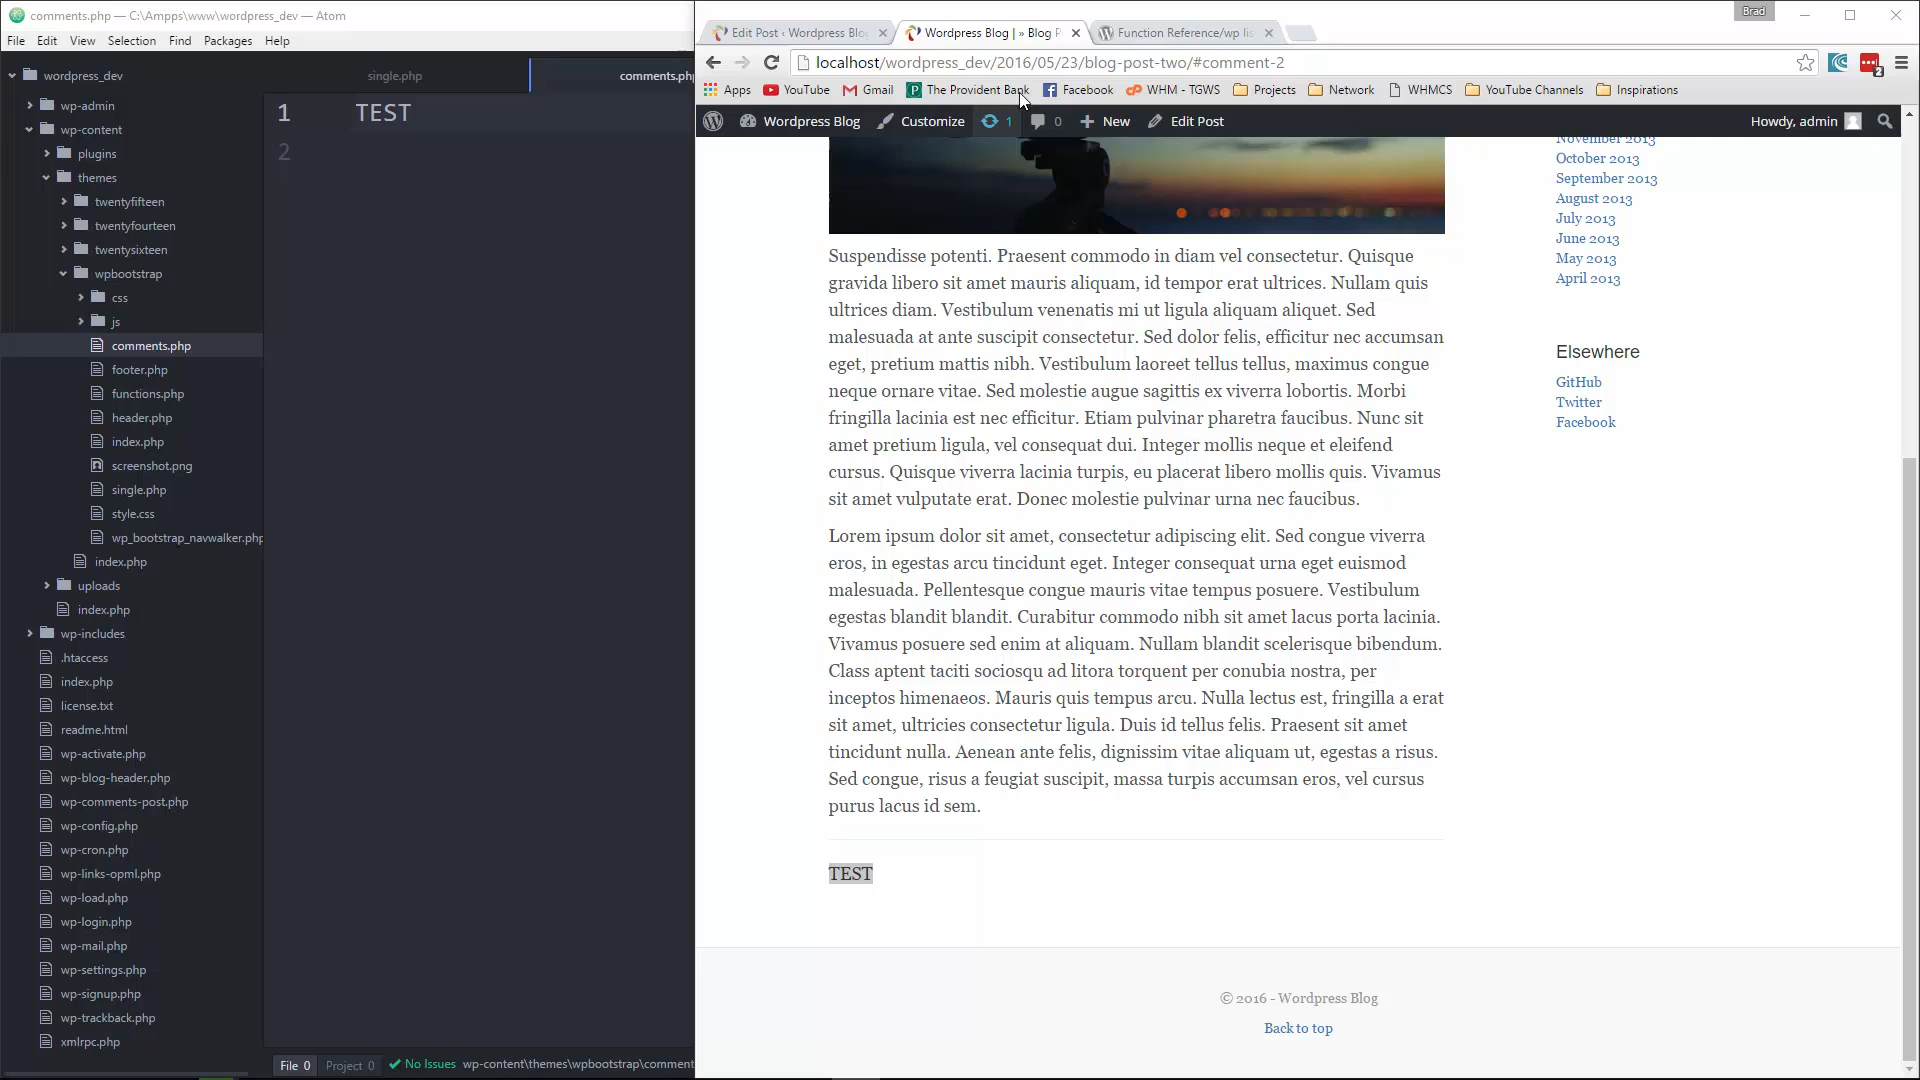 comments.php — C:\Ampps\www\wordpress_dev — Atom
File Edit View Selection Find Packages Help
wordpress_dev
wp-admin
wp-content
plugins
themes
twentyfifteen
twentyfourteen
twentysixteen
wpbootstrap
css
js
comments.php
footer.php
functions.php
header.php
index.php
screenshot.png
single.php
style.css
wp_bootstrap_navwalker.php
index.php
uploads
index.php
wp-includes
.htaccess
index.php
license.txt
readme.html
wp-activate.php
wp-blog-header.php
wp-comments-post.php
wp-config.php
wp-cron.php
wp-links-opml.php
wp-load.php
wp-login.php
wp-mail.php
wp-settings.php
wp-signup.php
wp-trackback.php
xmlrpc.php
single.php comments.php
1 TEST
2
File 0 Project 0 No Issues wp-content\themes\wpbootstrap\comment
Brad
Edit Post ‹ Wordpress Blo Wordpress Blog | » Blog P Function Reference/wp lis
localhost/wordpress_dev/2016/05/23/blog-post-two/#comment-2
Apps YouTube Gmail The Provident Bank Facebook WHM - TGWS Projects Network WHMCS YouTube Channels Inspirations
Wordpress Blog Customize 1 0 New Edit Post Howdy, admin
Suspendisse potenti. Praesent commodo in diam vel consectetur. Quisque
gravida libero sit amet mauris aliquam, id tempor erat ultrices. Nullam quis
ultrices diam. Vestibulum venenatis mi ut ligula aliquam aliquet. Sed
malesuada at ante suscipit consectetur. Sed dolor felis, efficitur nec accumsan
eget, pretium mattis nibh. Vestibulum laoreet tellus tellus, maximus congue
neque ornare vitae. Sed molestie augue sagittis ex viverra lobortis. Morbi
fringilla lacinia est nec efficitur. Etiam pulvinar pharetra faucibus. Nunc sit
amet pretium ligula, vel consequat dui. Integer mollis neque et eleifend
cursus. Quisque viverra lacinia turpis, eu placerat libero mollis quis. Vivamus
sit amet vulputate erat. Donec molestie pulvinar urna nec faucibus.
Lorem ipsum dolor sit amet, consectetur adipiscing elit. Sed congue viverra
eros, in egestas arcu tincidunt eget. Integer consequat urna eget euismod
malesuada. Pellentesque congue mauris vitae tempus posuere. Vestibulum
egestas blandit blandit. Curabitur commodo nibh sit amet lacus porta lacinia.
Vivamus posuere sed enim at aliquam. Nullam blandit scelerisque bibendum.
Class aptent taciti sociosqu ad litora torquent per conubia nostra, per
inceptos himenaeos. Mauris quis tempus arcu. Nulla lectus est, fringilla a erat
sit amet, ultricies consectetur ligula. Duis id tellus felis. Praesent sit amet
tincidunt nulla. Aenean ante felis, dignissim vitae aliquam ut, egestas a risus.
Sed congue, risus a feugiat suscipit, massa turpis accumsan eros, vel cursus
purus lacus id sem.
TEST
November 2013
October 2013
September 2013
August 2013
July 2013
June 2013
May 2013
April 2013
Elsewhere
GitHub
Twitter
Facebook
© 2016 - Wordpress Blog
Back to top